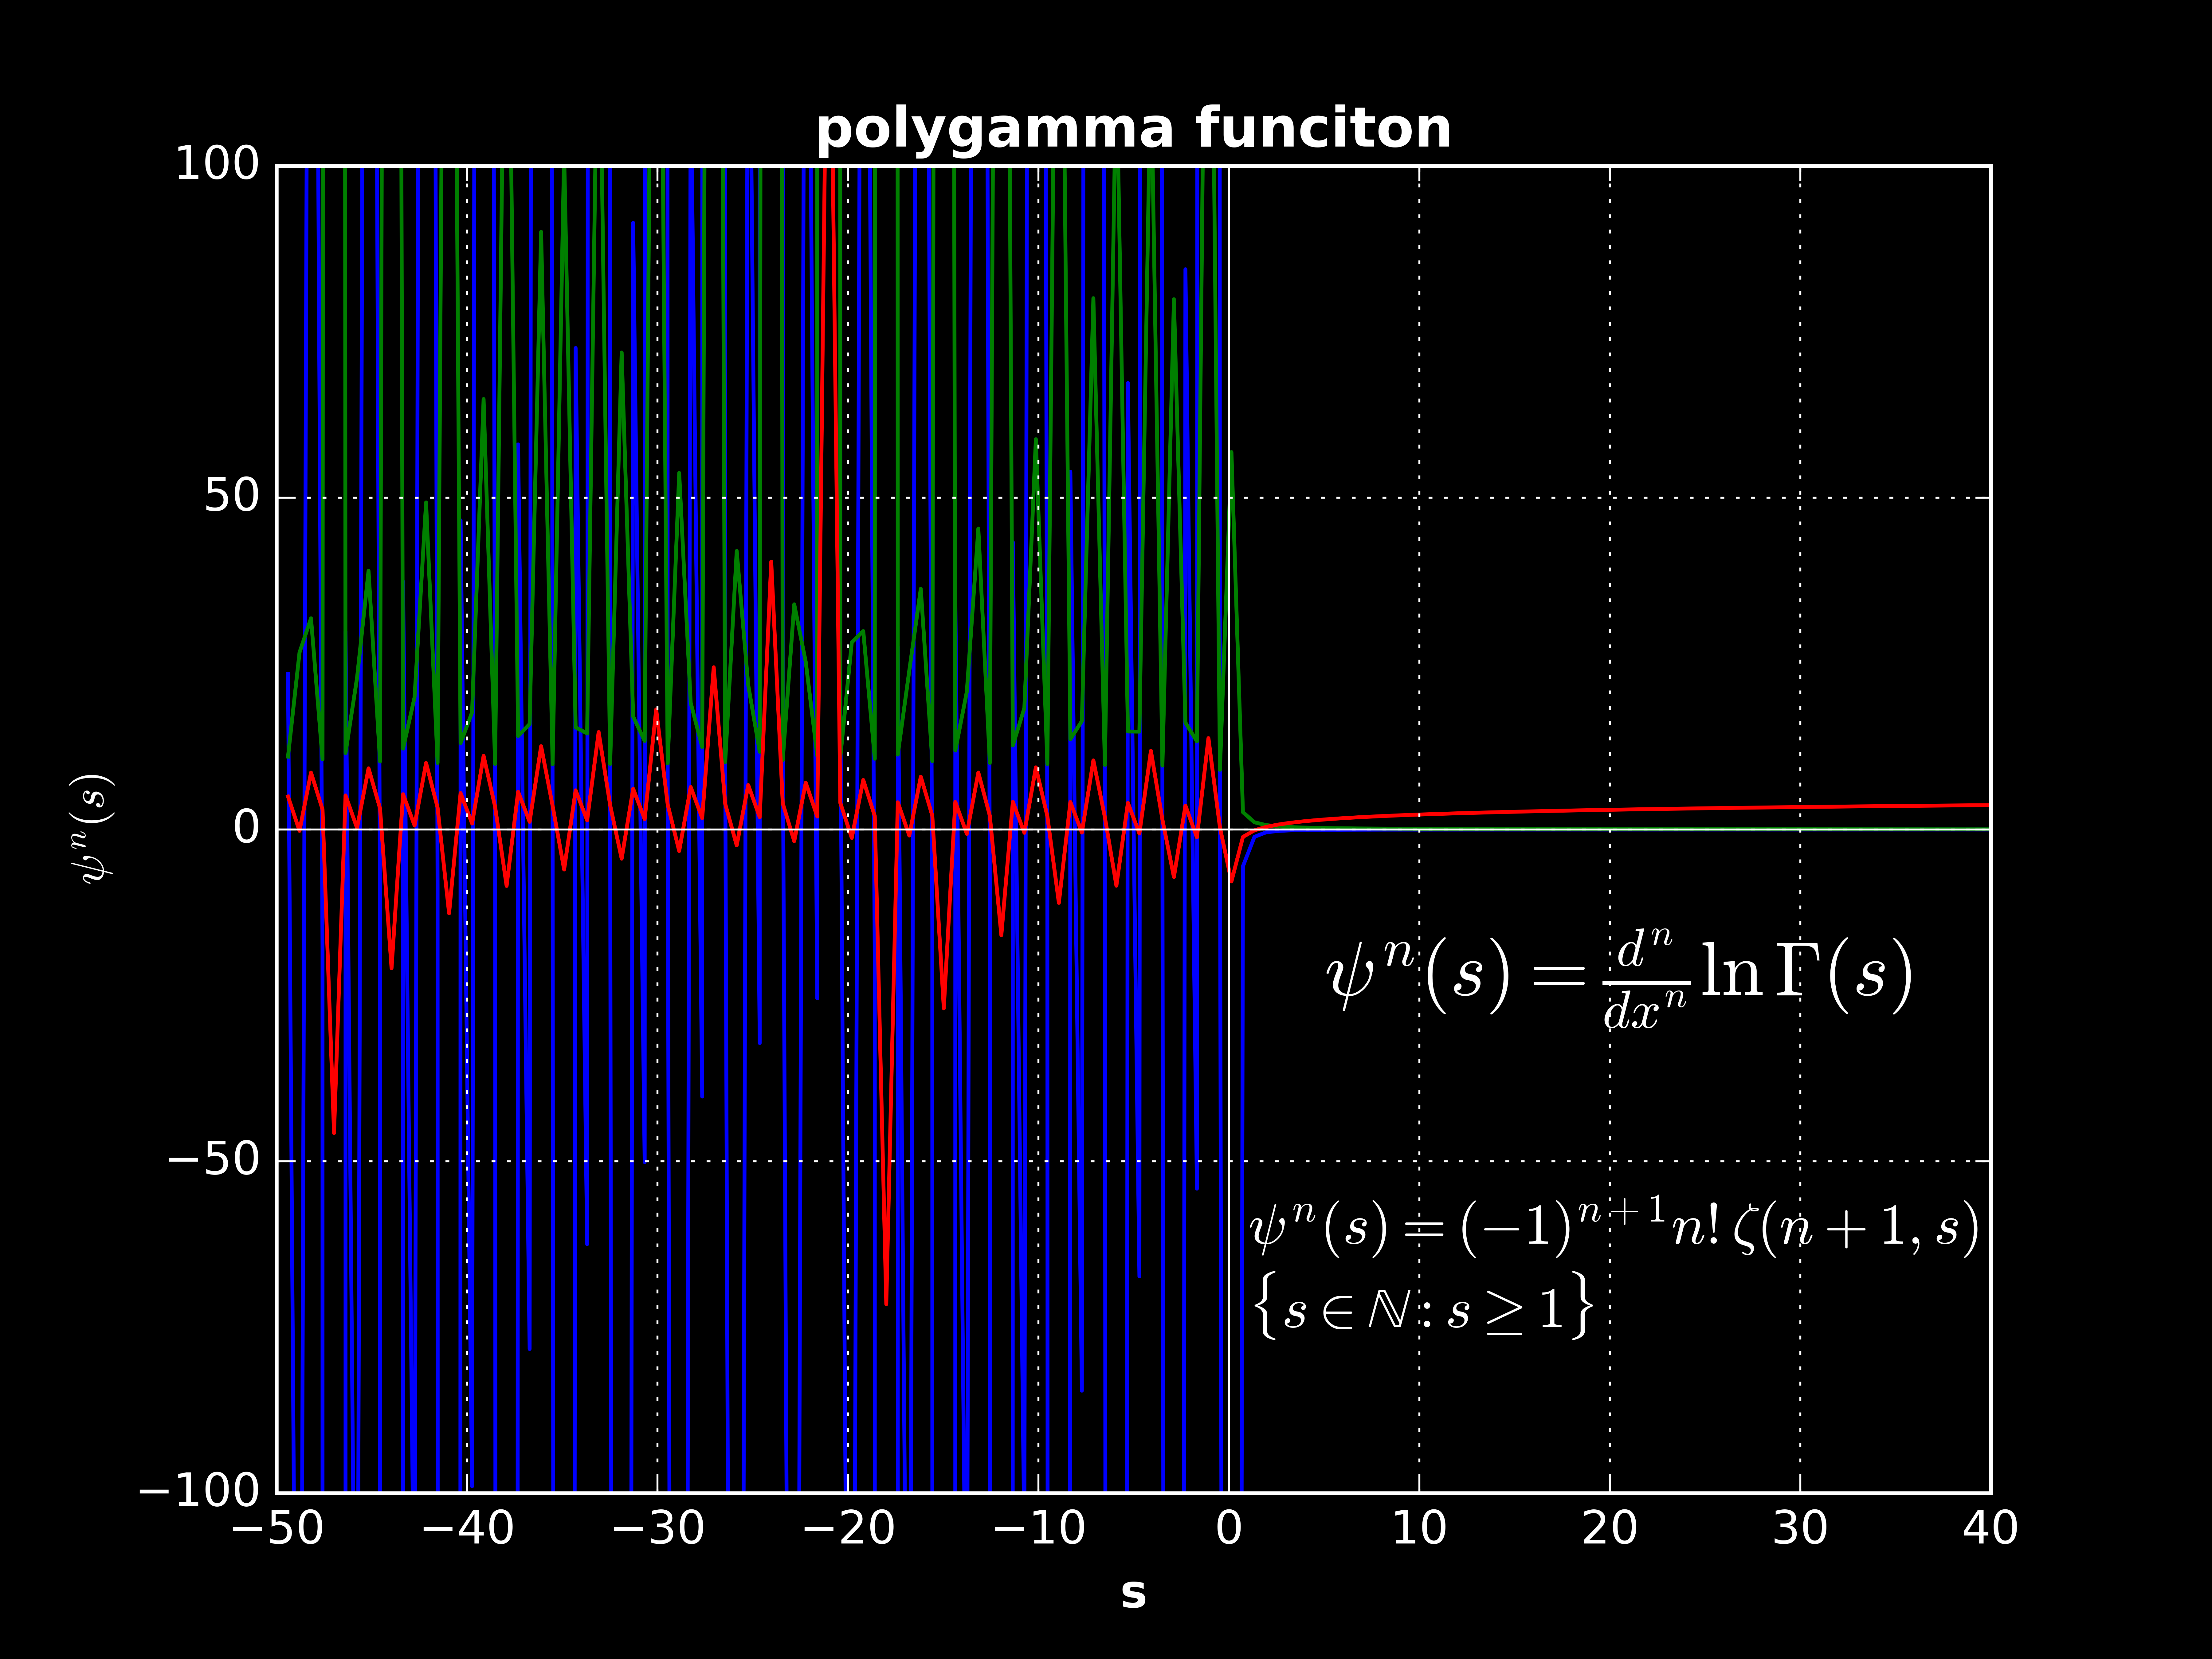 polygamma funciton
100
50
0
−50
−100
ψⁿ(s)
ψⁿ(s) = dⁿ/dxⁿ ln Γ(s)
ψⁿ(s) = (−1)ⁿ⁺¹n! ζ(n + 1, s)
{s ∈ ℕ: s ≥ 1}
−50 −40 −30 −20 −10 0 10 20 30 40
s